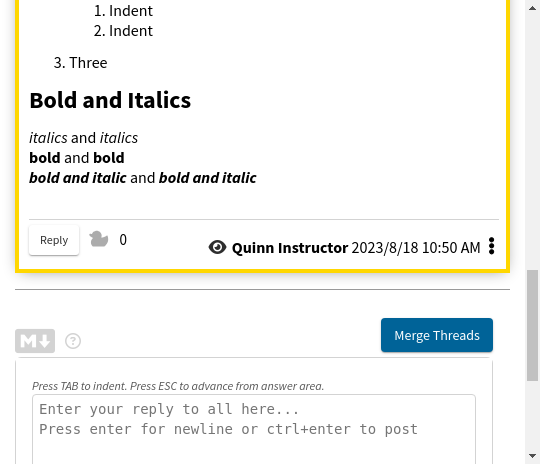 1. Indent
2. Indent
3. Three
Bold and Italics
italics and italics
bold and bold
bold and italic and bold and italic
Reply 0 Quinn Instructor 2023/8/18 10:50 AM
M ? Merge Threads
Press TAB to indent. Press ESC to advance from answer area.
Enter your reply to all here...
Press enter for newline or ctrl+enter to post